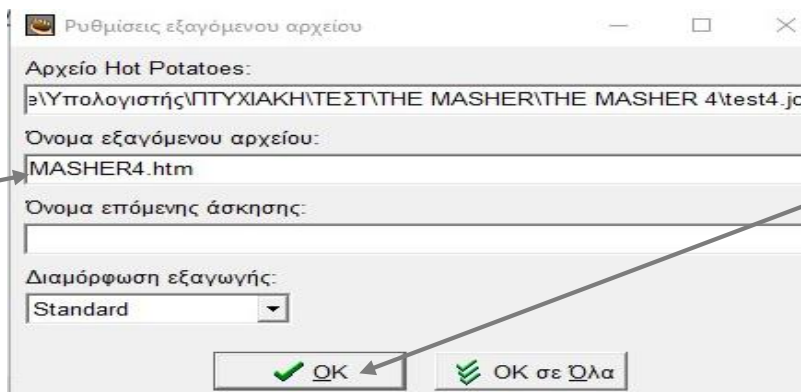 Ρυθμίσεις εξαγόμενου αρχείου
Αρχείο Hot Potatoes:
e\Υπολογιστής\ΠΤΥΧΙΑΚΗ\ΤΕΣΤ\THE MASHER\THE MASHER 4\test4.jc
Όνομα εξαγόμενου αρχείου:
MASHER4.htm
Όνομα επόμενης άσκησης:
Διαμόρφωση εξαγωγής:
Standard
OK
OK σε Όλα